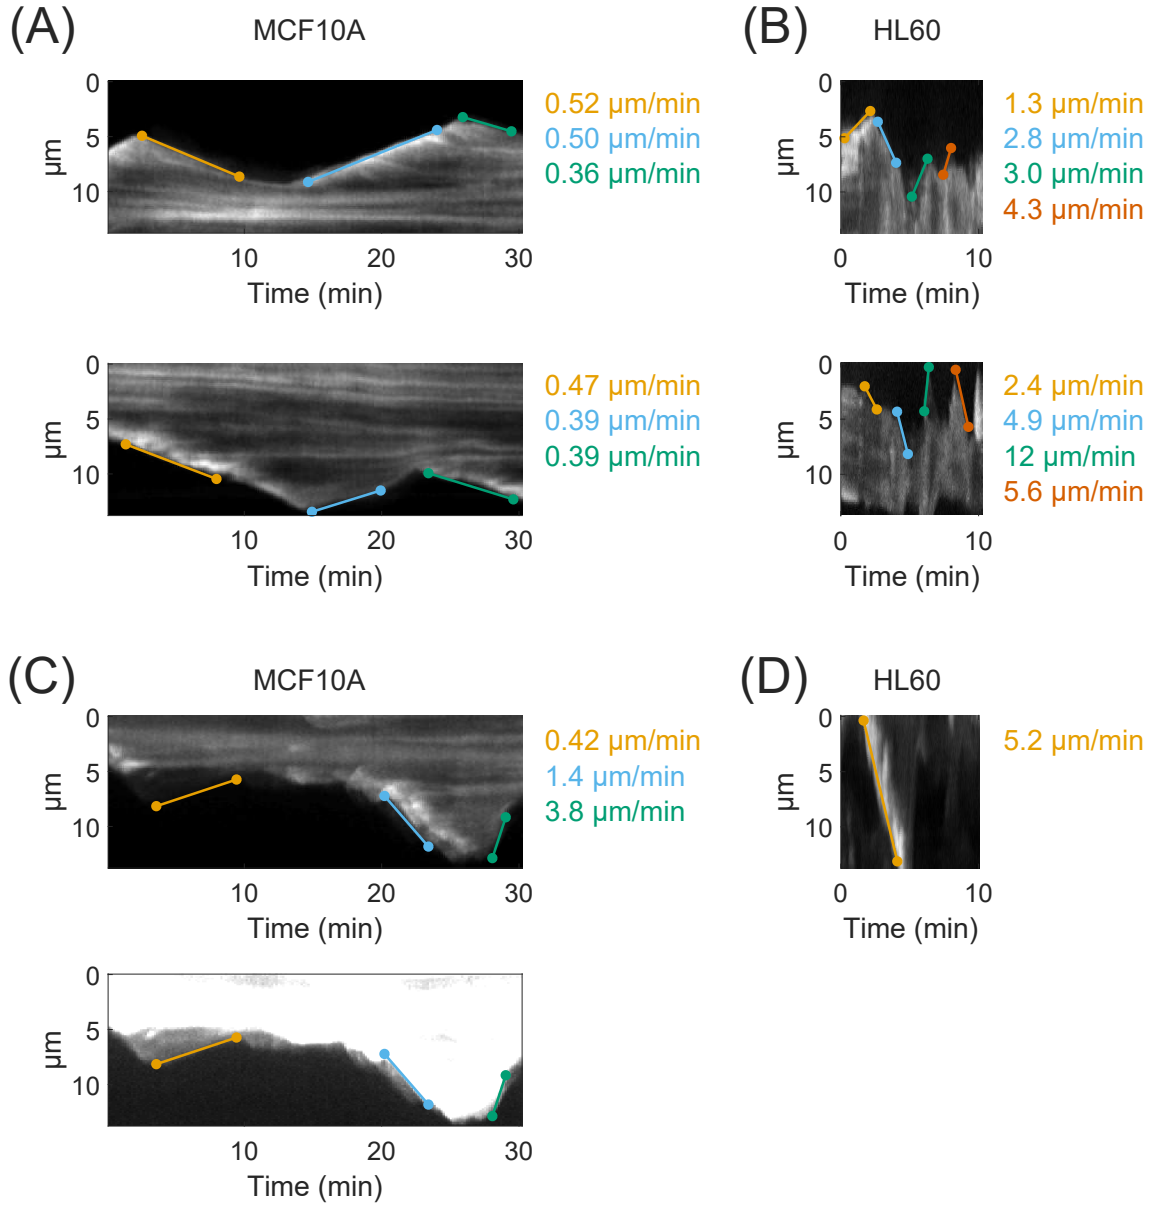 (A)
MCF10A
0
5
10
µm
10 20 30
Time (min)
0.52 µm/min
0.50 µm/min
0.36 µm/min
0
5
10
µm
10 20 30
Time (min)
0.47 µm/min
0.39 µm/min
0.39 µm/min
(B)
HL60
0
5
10
µm
0 10
Time (min)
1.3 µm/min
2.8 µm/min
3.0 µm/min
4.3 µm/min
0
5
10
µm
0 10
Time (min)
2.4 µm/min
4.9 µm/min
12 µm/min
5.6 µm/min
(C)
MCF10A
0
5
10
µm
10 20 30
Time (min)
0.42 µm/min
1.4 µm/min
3.8 µm/min
0
5
10
µm
10 20 30
Time (min)
(D)
HL60
0
5
10
µm
0 10
Time (min)
5.2 µm/min